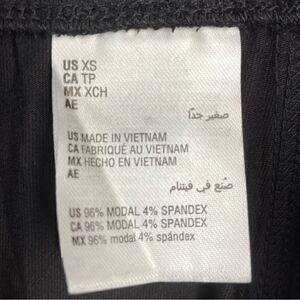 US XS
CA TP
MX XCH
AE
صغير جدًا
US MADE IN VIETNAM
CA FABRIQUÉ AU VIETNAM
MX HECHO EN VIETNAM
AE
صُنع في فيتنام
US 96% MODAL 4% SPANDEX
CA 96% MODAL 4% SPANDEX
MX 96% modal 4% spándex